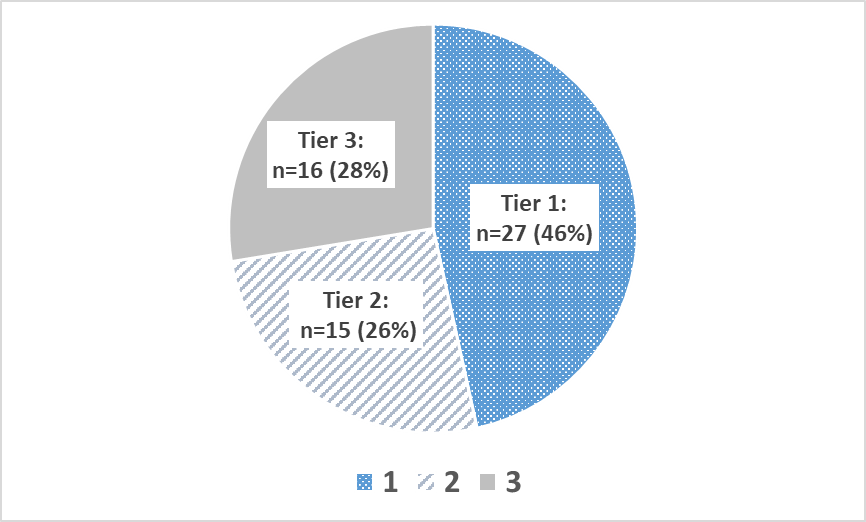 Tier 3:
n=16 (28%)
Tier 1:
n=27 (46%)
Tier 2:
n=15 (26%)
1 2 3